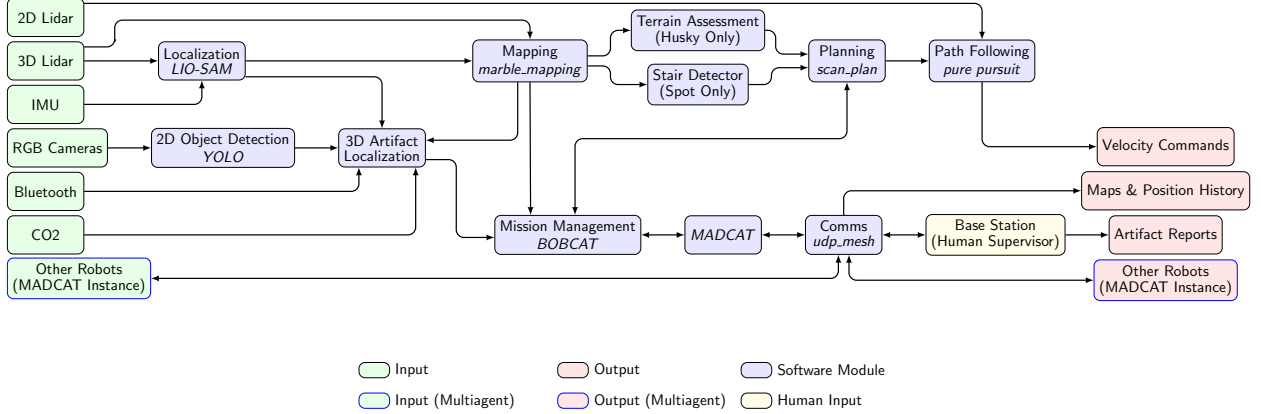 2D Lidar
3D Lidar
IMU
RGB Cameras
Bluetooth
CO2
Other Robots
(MADCAT Instance)
Localization
LIO-SAM
2D Object Detection
YOLO
3D Artifact
Localization
Mapping
marble_mapping
Terrain Assessment
(Husky Only)
Stair Detector
(Spot Only)
Planning
scan_plan
Path Following
pure pursuit
Mission Management
BOBCAT
MADCAT
Comms
udp_mesh
Base Station
(Human Supervisor)
Velocity Commands
Maps & Position History
Artifact Reports
Other Robots
(MADCAT Instance)
Input
Output
Software Module
Input (Multiagent)
Output (Multiagent)
Human Input